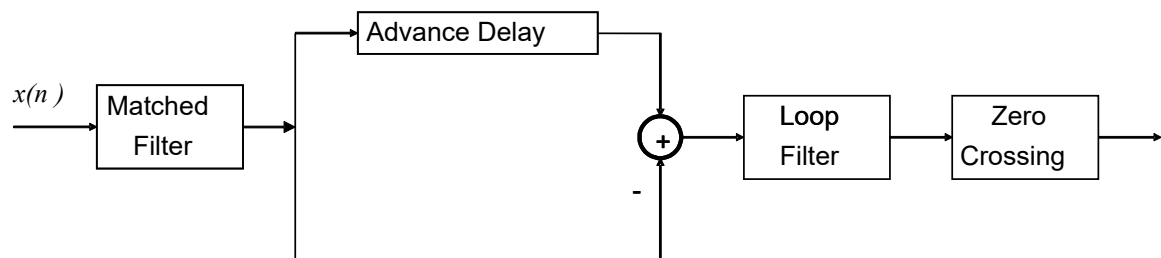 Advance Delay
x(n )
Matched
Filter
+
-
Loop
Filter
Zero
Crossing